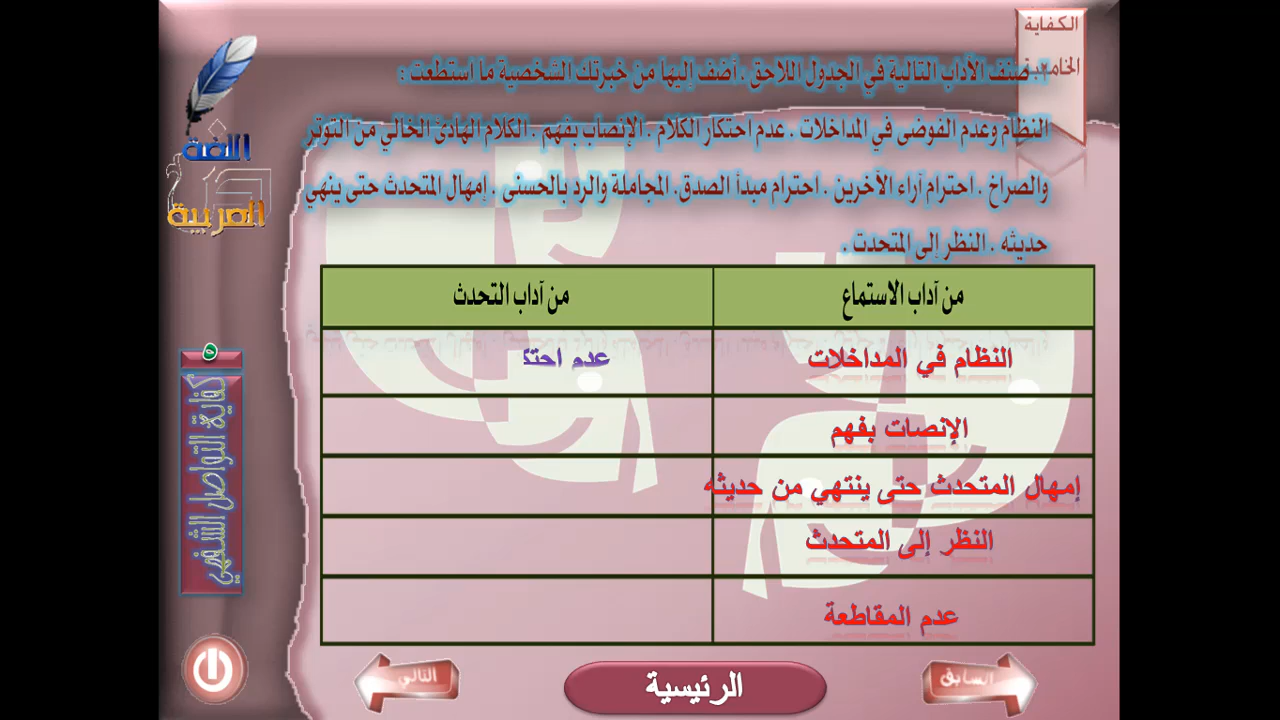 الكفاية
الخامسة
١. صنف الآداب التالية في الجدول اللاحق . أضف إليها من خبرتك الشخصية ما استطعت :
النظام وعدم الفوضى في المداخلات . عدم احتكار الكلام . الإنصات بفهم . الكلام الهادئ الخالي من التوتر
والصراخ . احترام آراء الآخرين . احترام مبدأ الصدق. المجاملة والرد بالحسنى . إمهال المتحدث حتى ينهي
حديثه . النظر إلى المتحدث .
اللغة
العربية
من آداب الاستماع
من آداب التحدث
النظام في المداخلات
عدم احتك
الإنصات بفهم
إمهال المتحدث حتى ينتهي من حديثه
النظر إلى المتحدث
عدم المقاطعة
٥
كفاية التواصل الشفهي
السابق
الرئيسية
التالي